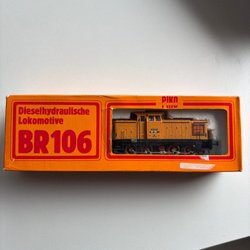 Dieselhydraulische
Lokomotive
BR 106
PIKO